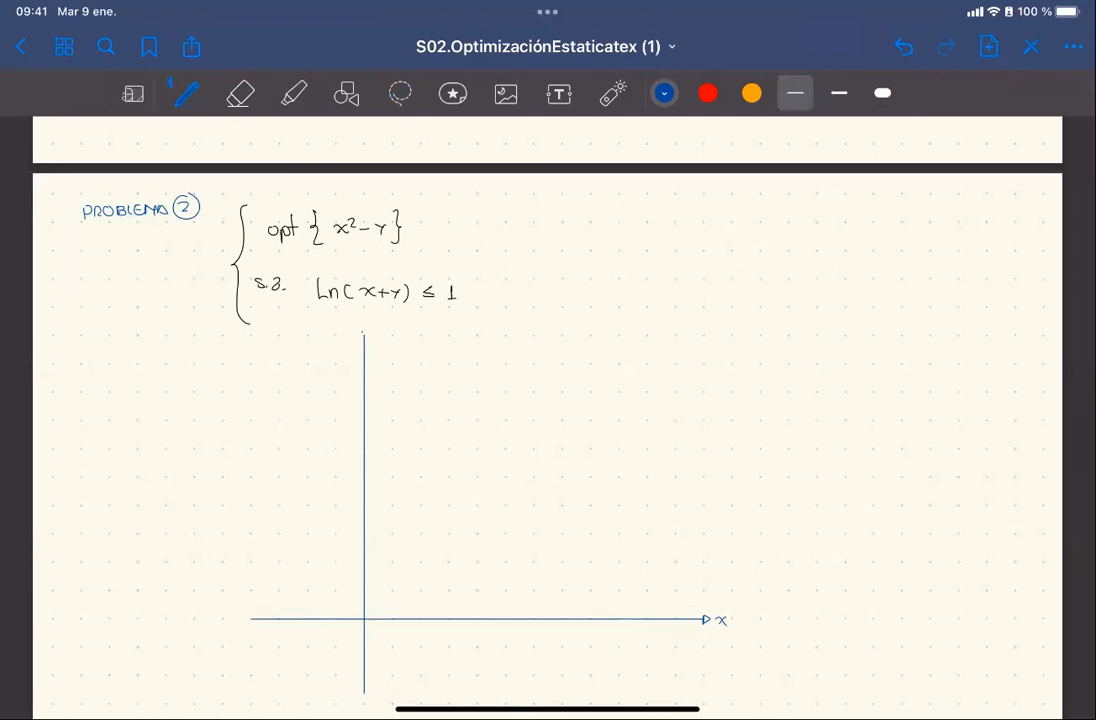 09:41 Mar 9 ene.
100 %
S02.OptimizaciónEstaticatex (1)
T
PROBLEMA 2
opt { x² - Y }
s.a. Ln( x+Y) ≤ 1
x